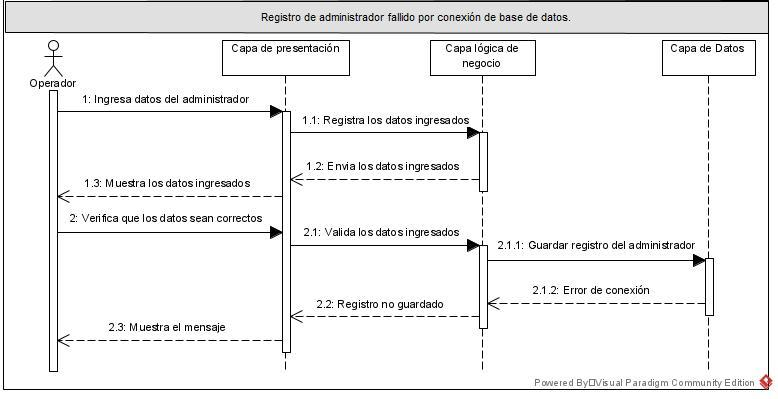 Registro de administrador fallido por conexión de base de datos.
Operador
Capa de presentación
Capa lógica de
negocio
Capa de Datos
1: Ingresa datos del administrador
1.1: Registra los datos ingresados
1.2: Envia los datos ingresados
1.3: Muestra los datos ingresados
2: Verifica que los datos sean correctos
2.1: Valida los datos ingresados
2.1.1: Guardar registro del administrador
2.1.2: Error de conexión
2.2: Registro no guardado
2.3: Muestra el mensaje
Powered By Visual Paradigm Community Edition